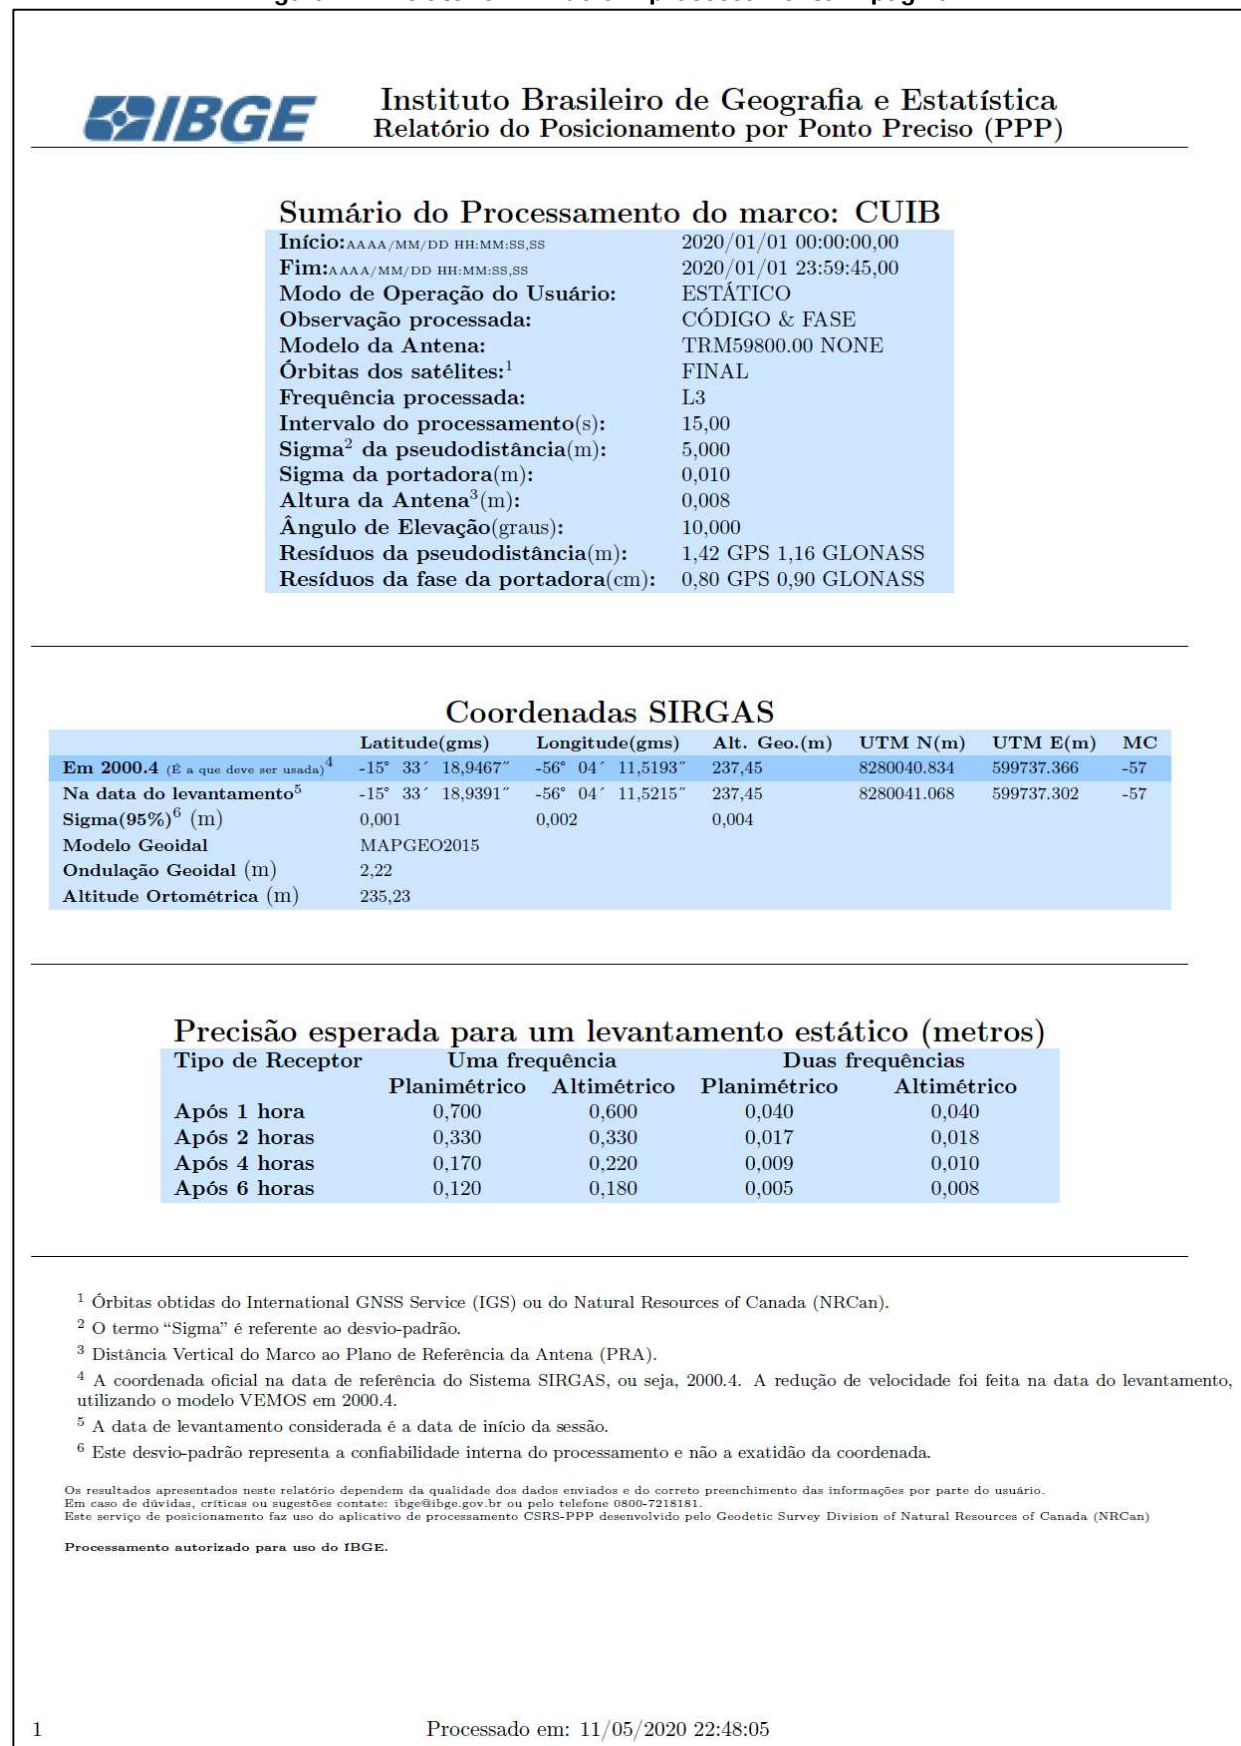 IBGE
Instituto Brasileiro de Geografia e Estatística
Relatório do Posicionamento por Ponto Preciso (PPP)
Sumário do Processamento do marco: CUIB
Início:AAAA/MM/DD HH:MM:SS,SS 2020/01/01 00:00:00,00
Fim:AAAA/MM/DD HH:MM:SS,SS 2020/01/01 23:59:45,00
Modo de Operação do Usuário: ESTÁTICO
Observação processada: CÓDIGO & FASE
Modelo da Antena: TRM59800.00 NONE
Órbitas dos satélites:1 FINAL
Frequência processada: L3
Intervalo do processamento(s): 15,00
Sigma2 da pseudodistância(m): 5,000
Sigma da portadora(m): 0,010
Altura da Antena3(m): 0,008
Ângulo de Elevação(graus): 10,000
Resíduos da pseudodistância(m): 1,42 GPS 1,16 GLONASS
Resíduos da fase da portadora(cm): 0,80 GPS 0,90 GLONASS
Coordenadas SIRGAS
Latitude(gms) Longitude(gms) Alt. Geo.(m) UTM N(m) UTM E(m) MC
Em 2000.4 (É a que deve ser usada)4 -15° 33´ 18,9467˝ -56° 04´ 11,5193˝ 237,45 8280040.834 599737.366 -57
Na data do levantamento5 -15° 33´ 18,9391˝ -56° 04´ 11,5215˝ 237,45 8280041.068 599737.302 -57
Sigma(95%)6 (m) 0,001 0,002 0,004
Modelo Geoidal MAPGEO2015
Ondulação Geoidal (m) 2,22
Altitude Ortométrica (m) 235,23
Precisão esperada para um levantamento estático (metros)
Tipo de Receptor Uma frequência Duas frequências
Planimétrico Altimétrico Planimétrico Altimétrico
Após 1 hora 0,700 0,600 0,040 0,040
Após 2 horas 0,330 0,330 0,017 0,018
Após 4 horas 0,170 0,220 0,009 0,010
Após 6 horas 0,120 0,180 0,005 0,008
1 Órbitas obtidas do International GNSS Service (IGS) ou do Natural Resources of Canada (NRCan).
2 O termo “Sigma” é referente ao desvio-padrão.
3 Distância Vertical do Marco ao Plano de Referência da Antena (PRA).
4 A coordenada oficial na data de referência do Sistema SIRGAS, ou seja, 2000.4. A redução de velocidade foi feita na data do levantamento,
utilizando o modelo VEMOS em 2000.4.
5 A data de levantamento considerada é a data de início da sessão.
6 Este desvio-padrão representa a confiabilidade interna do processamento e não a exatidão da coordenada.
Os resultados apresentados neste relatório dependem da qualidade dos dados enviados e do correto preenchimento das informações por parte do usuário.
Em caso de dúvidas, críticas ou sugestões contate: ibge@ibge.gov.br ou pelo telefone 0800-7218181.
Este serviço de posicionamento faz uso do aplicativo de processamento CSRS-PPP desenvolvido pelo Geodetic Survey Division of Natural Resources of Canada (NRCan)
Processamento autorizado para uso do IBGE.
1 Processado em: 11/05/2020 22:48:05